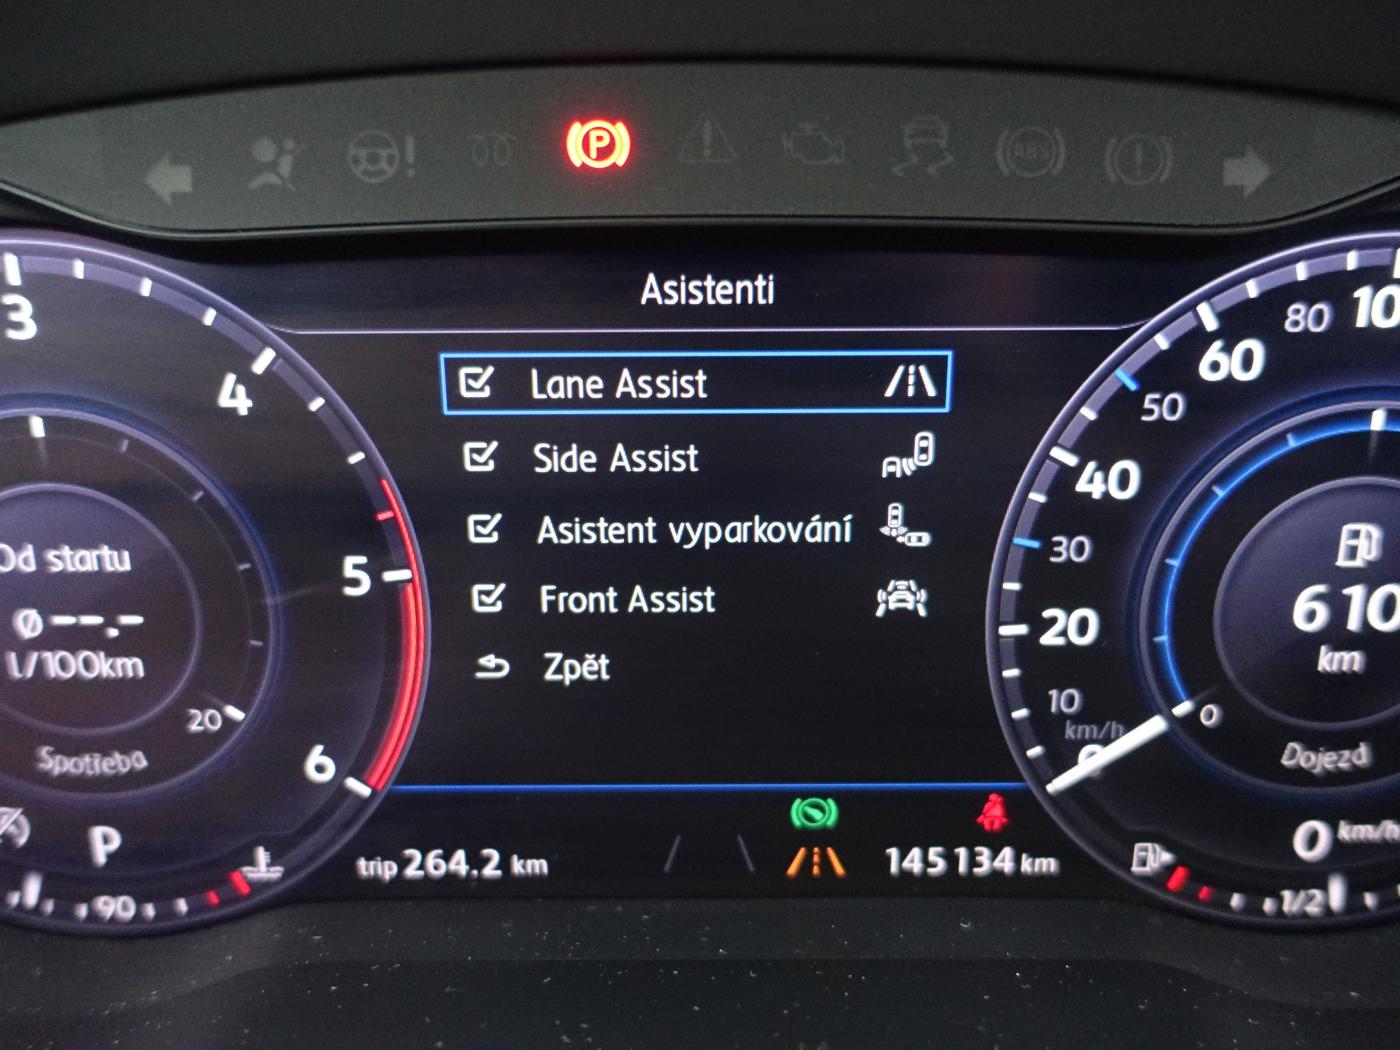 P
Asistenti
Lane Assist
Side Assist
Asistent vyparkování
Front Assist
Zpět
3
4
5
6
Od startu
Ø--.-
l/100km
20
Spotřeba
P
90
trip 264.2 km
145134 km
0
10
20
30
40
50
60
80
10
km/h
0
610
km
Dojezd
0 km/h
1/2